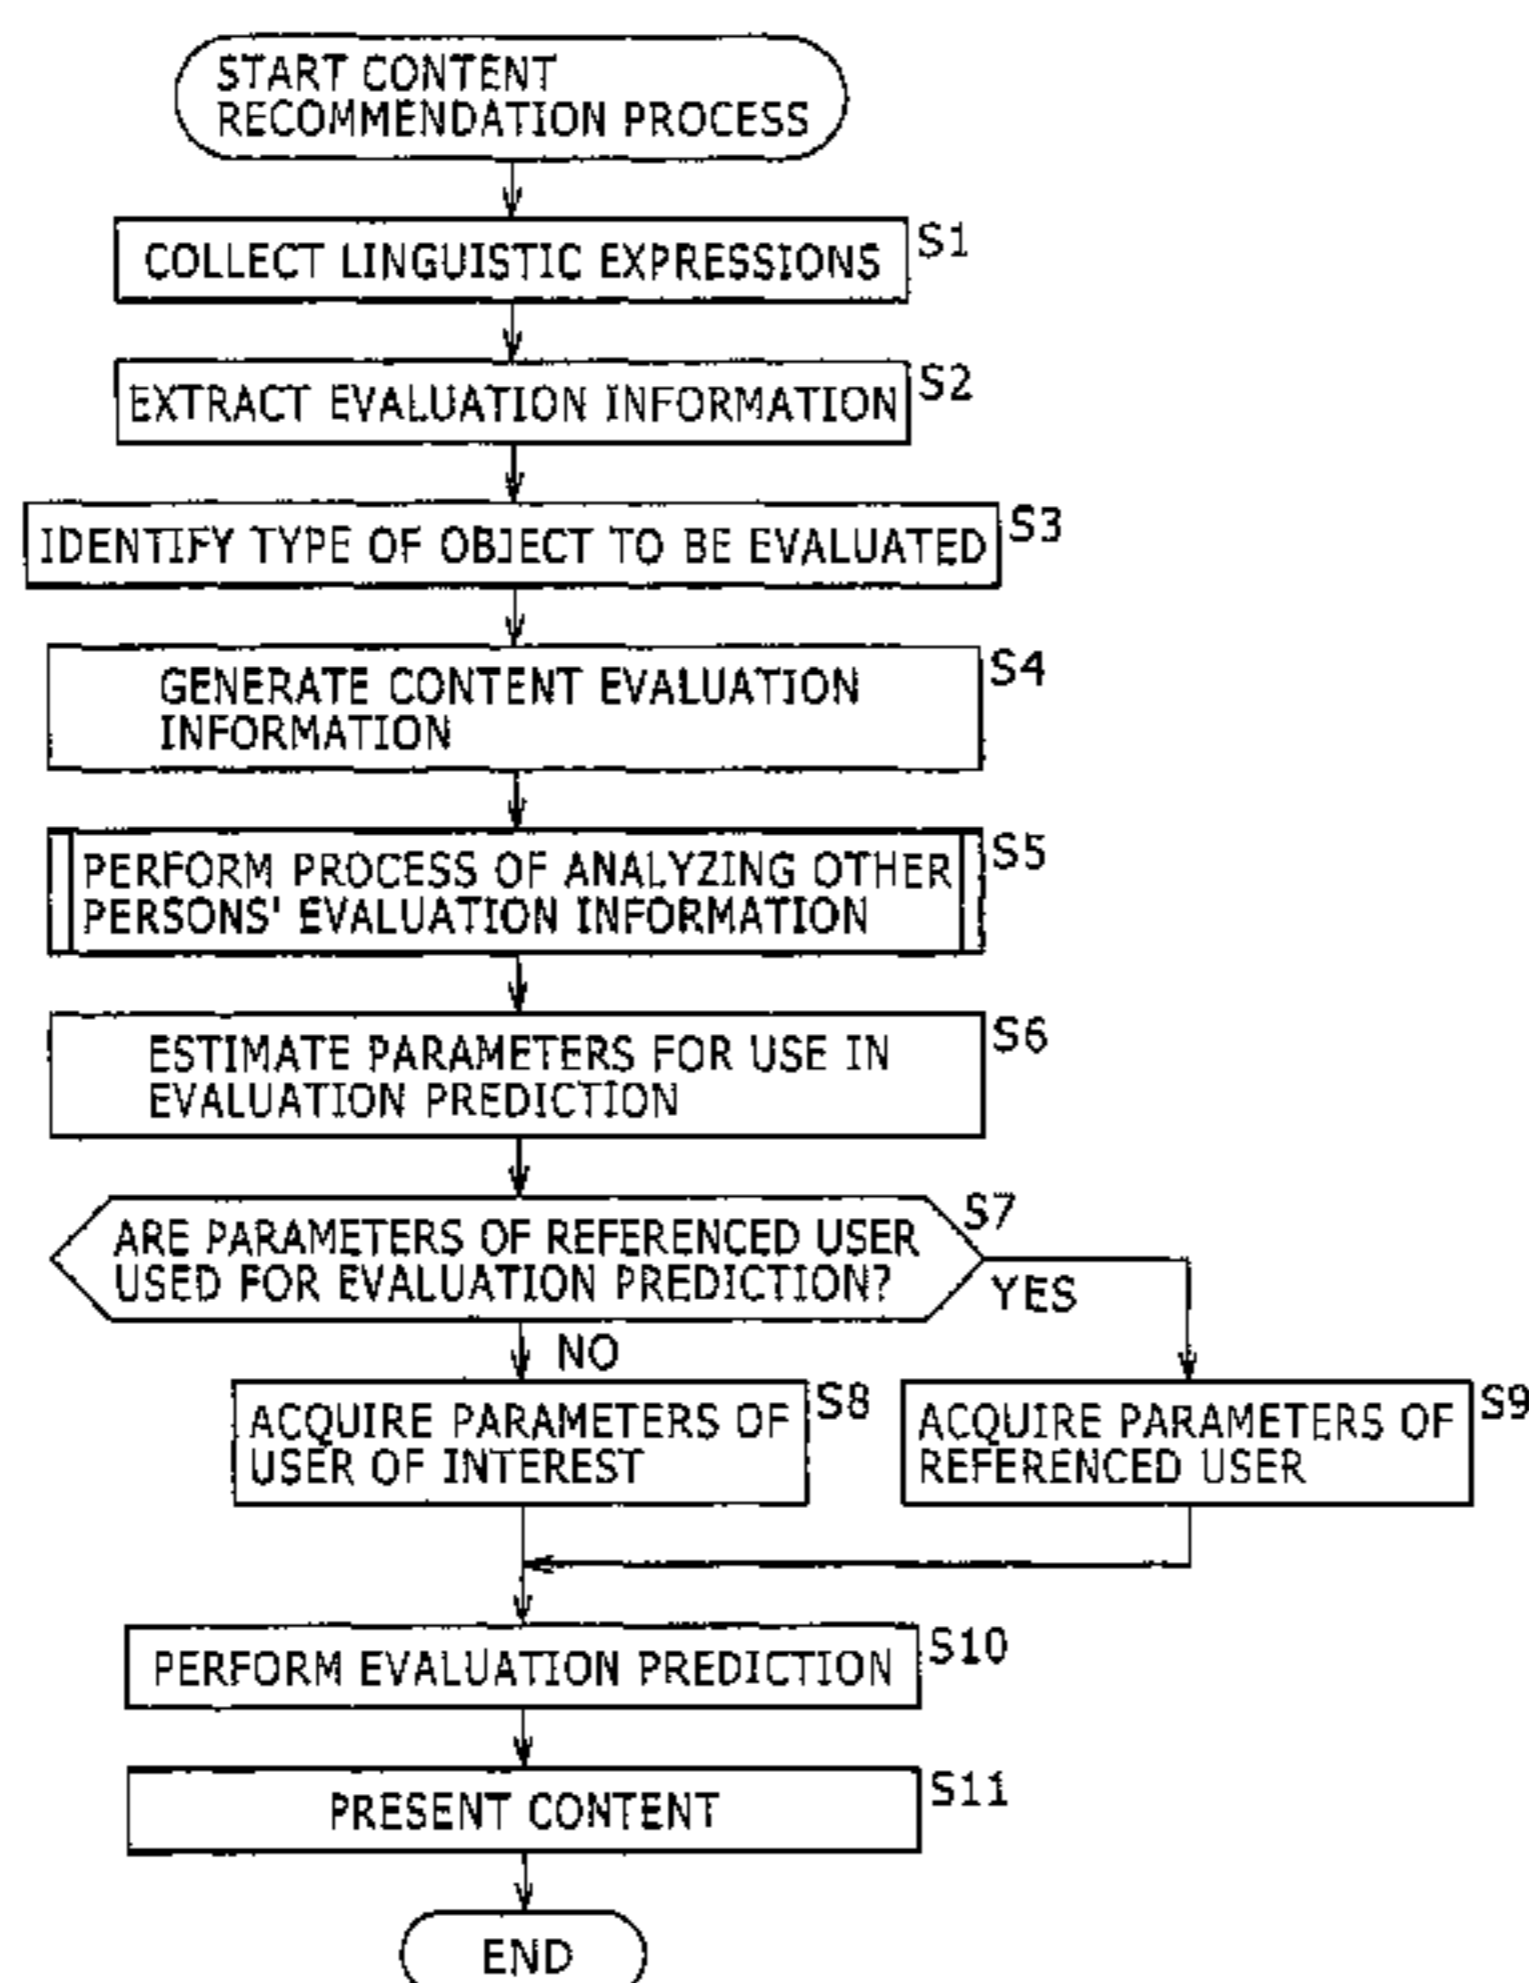 START CONTENT
RECOMMENDATION PROCESS
COLLECT LINGUISTIC EXPRESSIONS
S1
EXTRACT EVALUATION INFORMATION
S2
IDENTIFY TYPE OF OBJECT TO BE EVALUATED
S3
GENERATE CONTENT EVALUATION
INFORMATION
S4
PERFORM PROCESS OF ANALYZING OTHER
PERSONS' EVALUATION INFORMATION
S5
ESTIMATE PARAMETERS FOR USE IN
EVALUATION PREDICTION
S6
ARE PARAMETERS OF REFERENCED USER
USED FOR EVALUATION PREDICTION?
S7
YES
NO
ACQUIRE PARAMETERS OF
USER OF INTEREST
S8
ACQUIRE PARAMETERS OF
REFERENCED USER
S9
PERFORM EVALUATION PREDICTION
S10
PRESENT CONTENT
S11
END